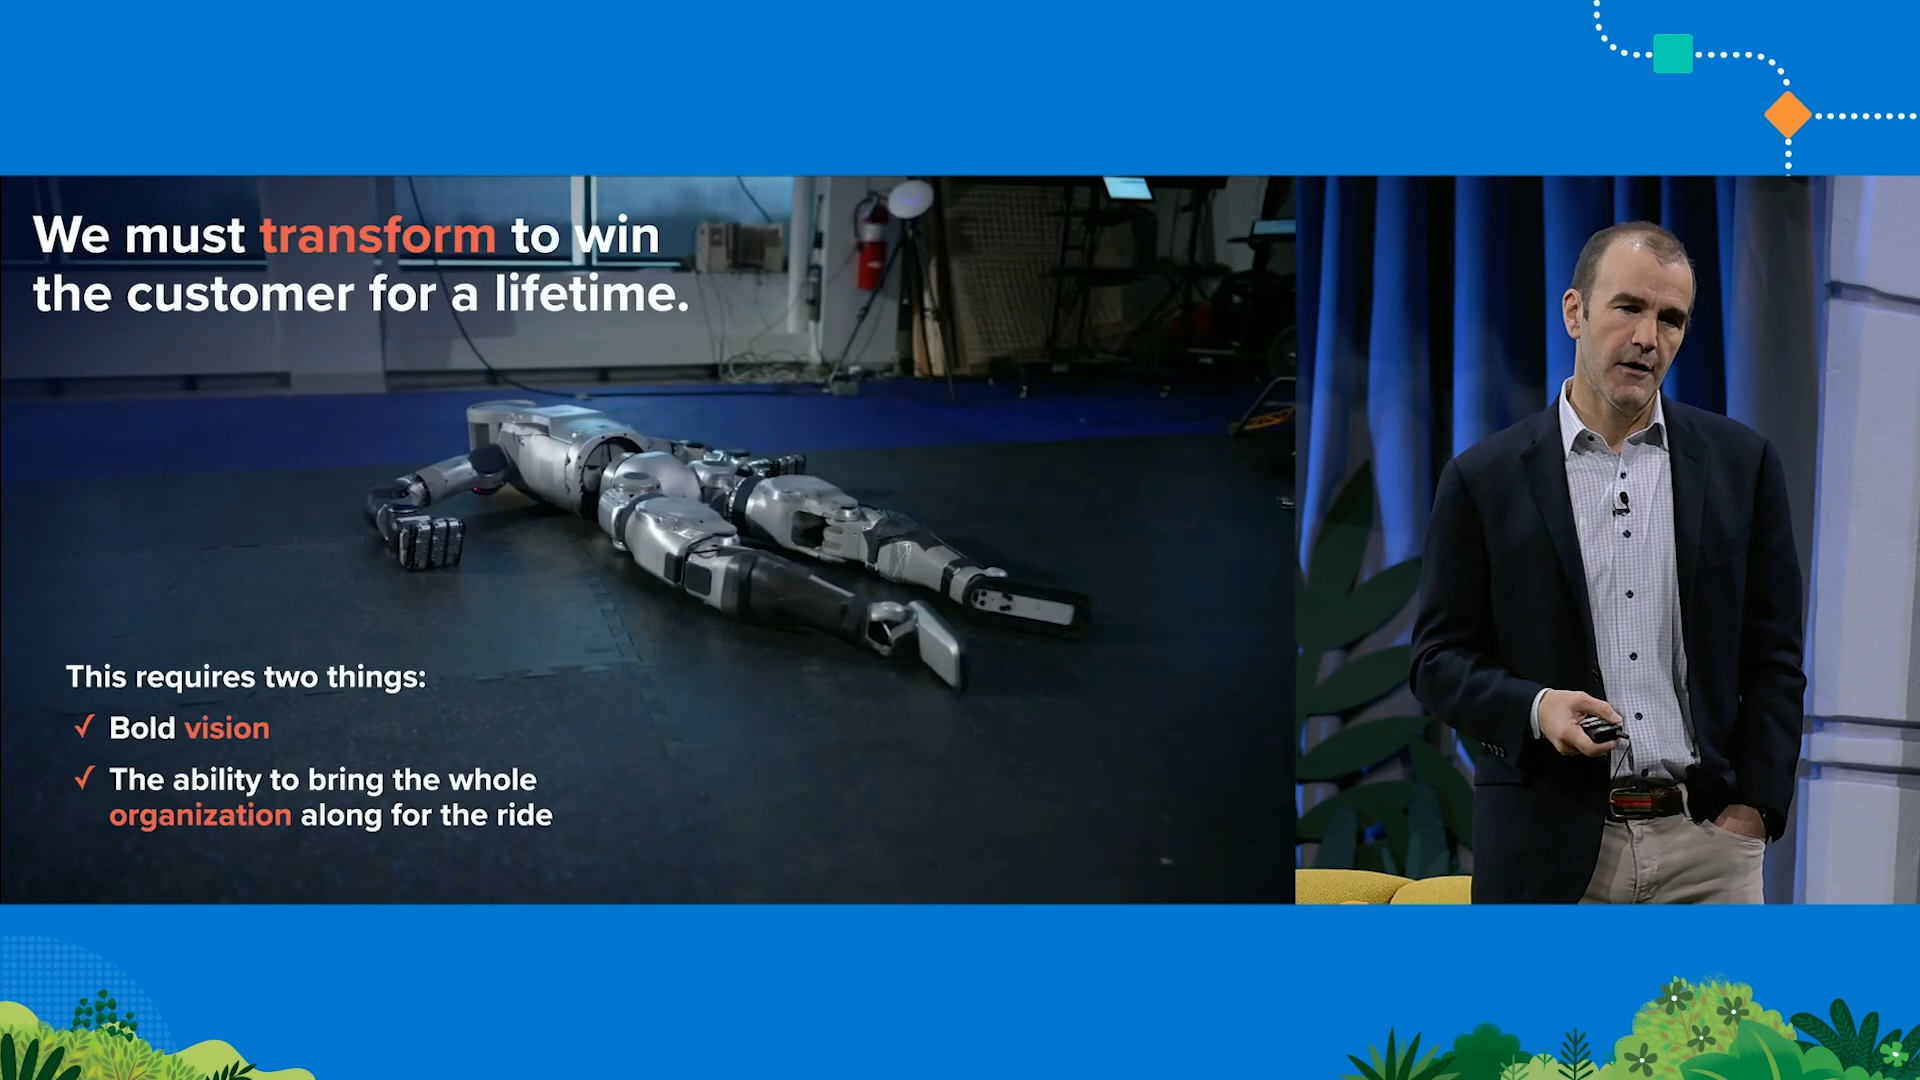 We must transform to win
the customer for a lifetime.
This requires two things:
✓ Bold vision
✓ The ability to bring the whole
organization along for the ride